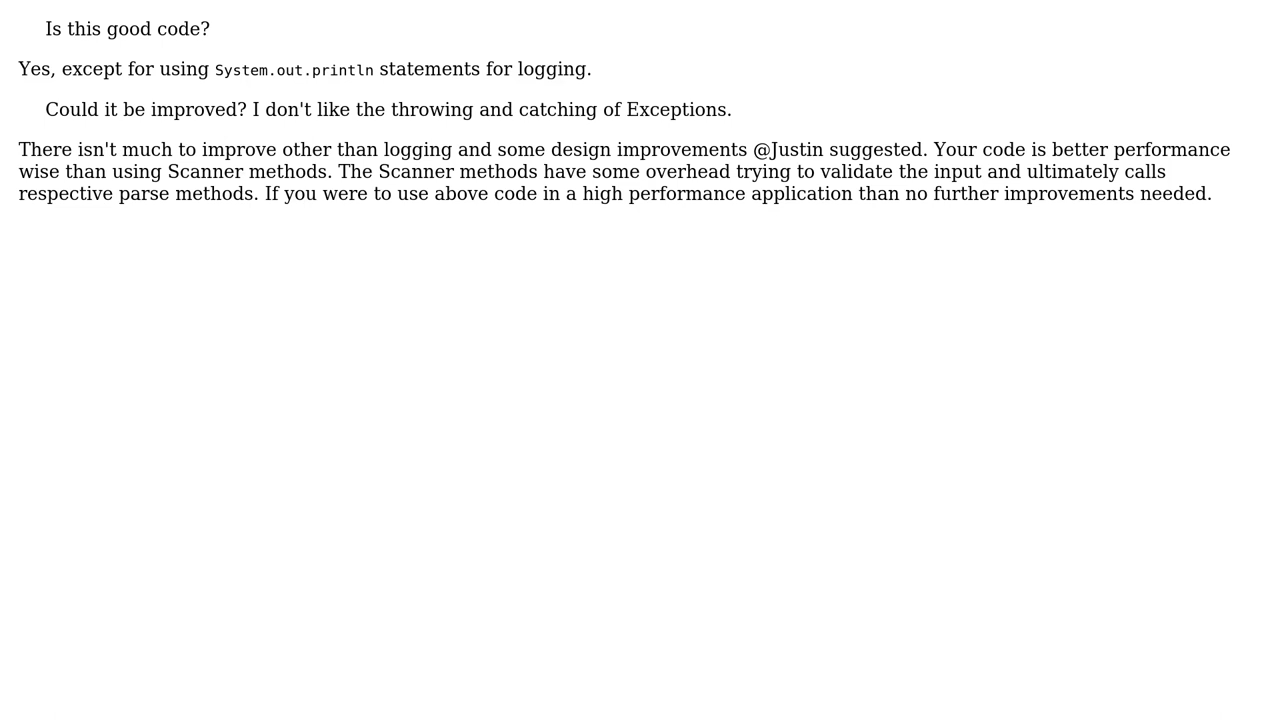 Is this good code?
Yes, except for using System.out.println statements for logging.
Could it be improved? I don't like the throwing and catching of Exceptions.
There isn't much to improve other than logging and some design improvements @Justin suggested. Your code is better performance
wise than using Scanner methods. The Scanner methods have some overhead trying to validate the input and ultimately calls
respective parse methods. If you were to use above code in a high performance application than no further improvements needed.